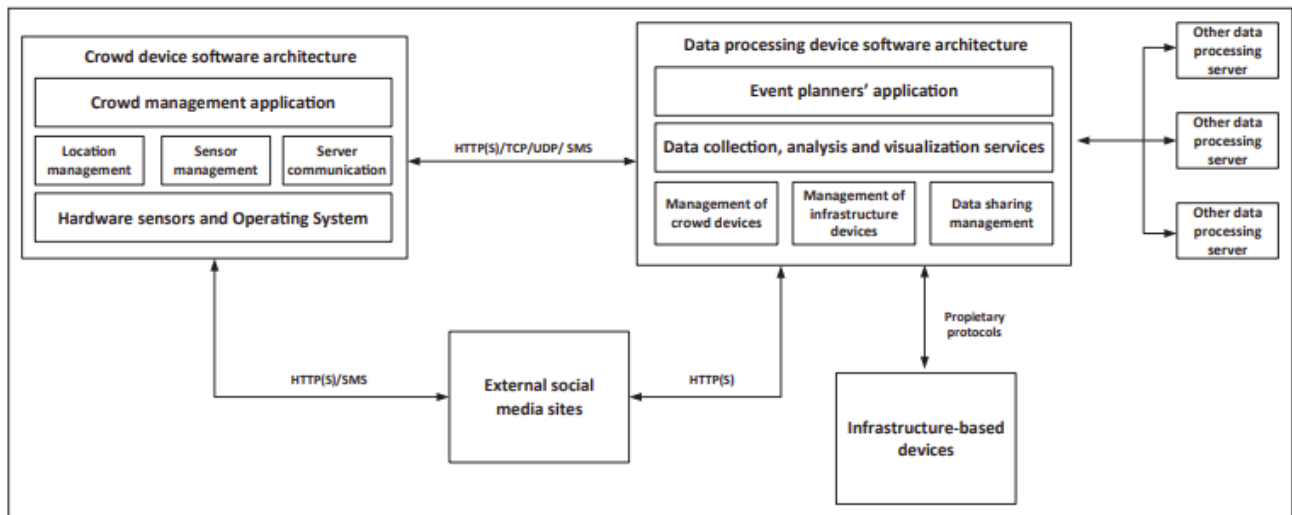 Crowd device software architecture
Crowd management application
Location
management
Sensor
management
Server
communication
Hardware sensors and Operating System
HTTP(S)/TCP/UDP/ SMS
Data processing device software architecture
Event planners' application
Data collection, analysis and visualization services
Management of
crowd devices
Management of
infrastructure
devices
Data sharing
management
Other data
processing
server
Other data
processing
server
Other data
processing
server
HTTP(S)/SMS
External social
media sites
HTTP(S)
Propietary
protocols
Infrastructure-based
devices